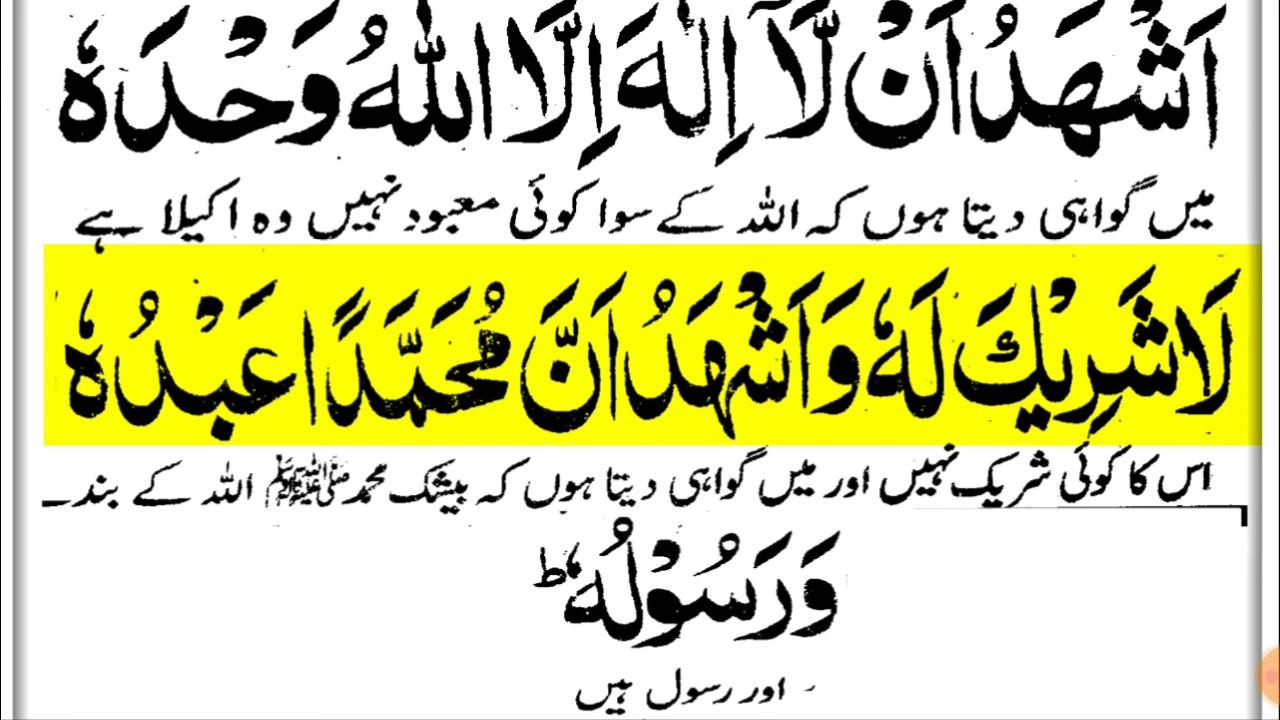 اَشْهَدُ اَنْ لَّآ اِلٰهَ اِلَّا اللّٰهُ وَحْدَهٗ
میں گواہی دیتا ہوں کہ اللہ کے سوا کوئی معبود نہیں وہ اکیلا ہے
لَا شَرِيْكَ لَهٗ وَاَشْهَدُ اَنَّ مُحَمَّدًا عَبْدُهٗ
اس کا کوئی شریک نہیں اور میں گواہی دیتا ہوں کہ بیشک محمد ﷺ اللہ کے بند
وَرَسُوْلُهٗ ؕ
اور رسول ہیں